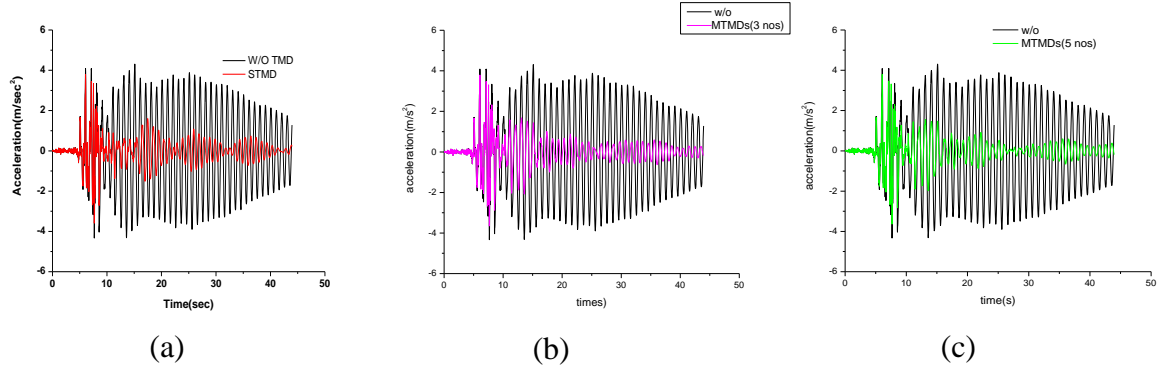 W/O TMD
STMD
Acceleration(m/sec²)
6
4
2
0
-2
-4
-6
0 10 20 30 40 50
Time(sec)
(a)
w/o
MTMDs(3 nos)
acceleration(m/s²)
6
4
2
0
-2
-4
-6
0 10 20 30 40 50
times)
(b)
w/o
MTMDs(5 nos)
acceleration(m/s²)
6
4
2
0
-2
-4
-6
0 10 20 30 40 50
time(s)
(c)